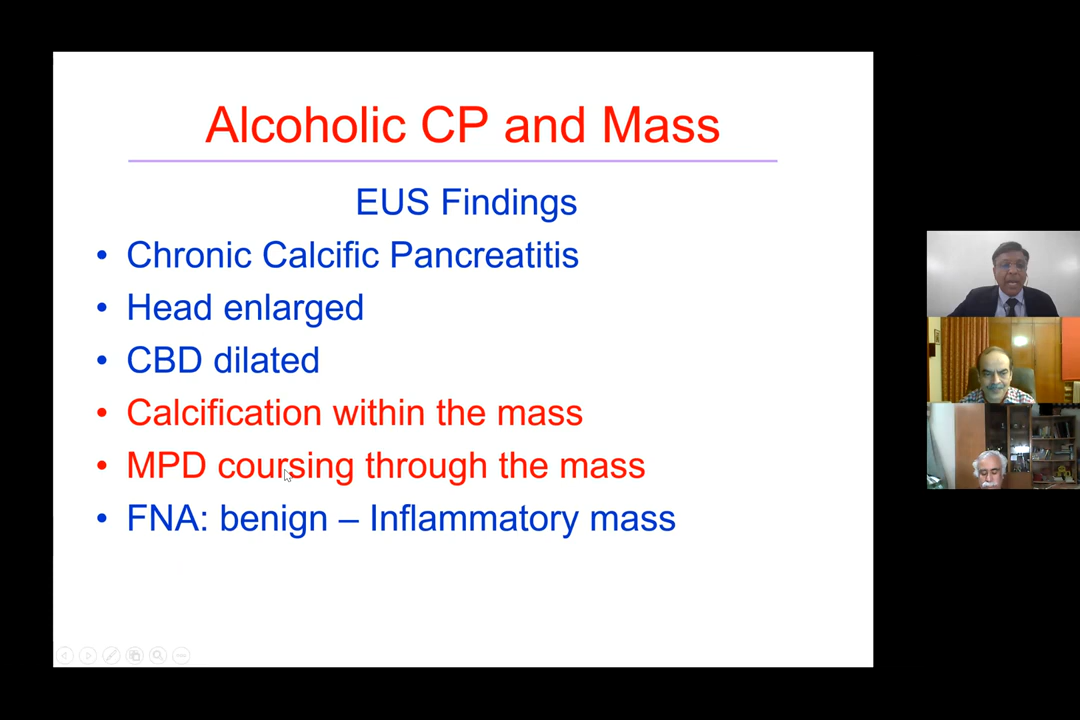 Alcoholic CP and Mass
EUS Findings
• Chronic Calcific Pancreatitis
• Head enlarged
• CBD dilated
• Calcification within the mass
• MPD coursing through the mass
• FNA: benign – Inflammatory mass